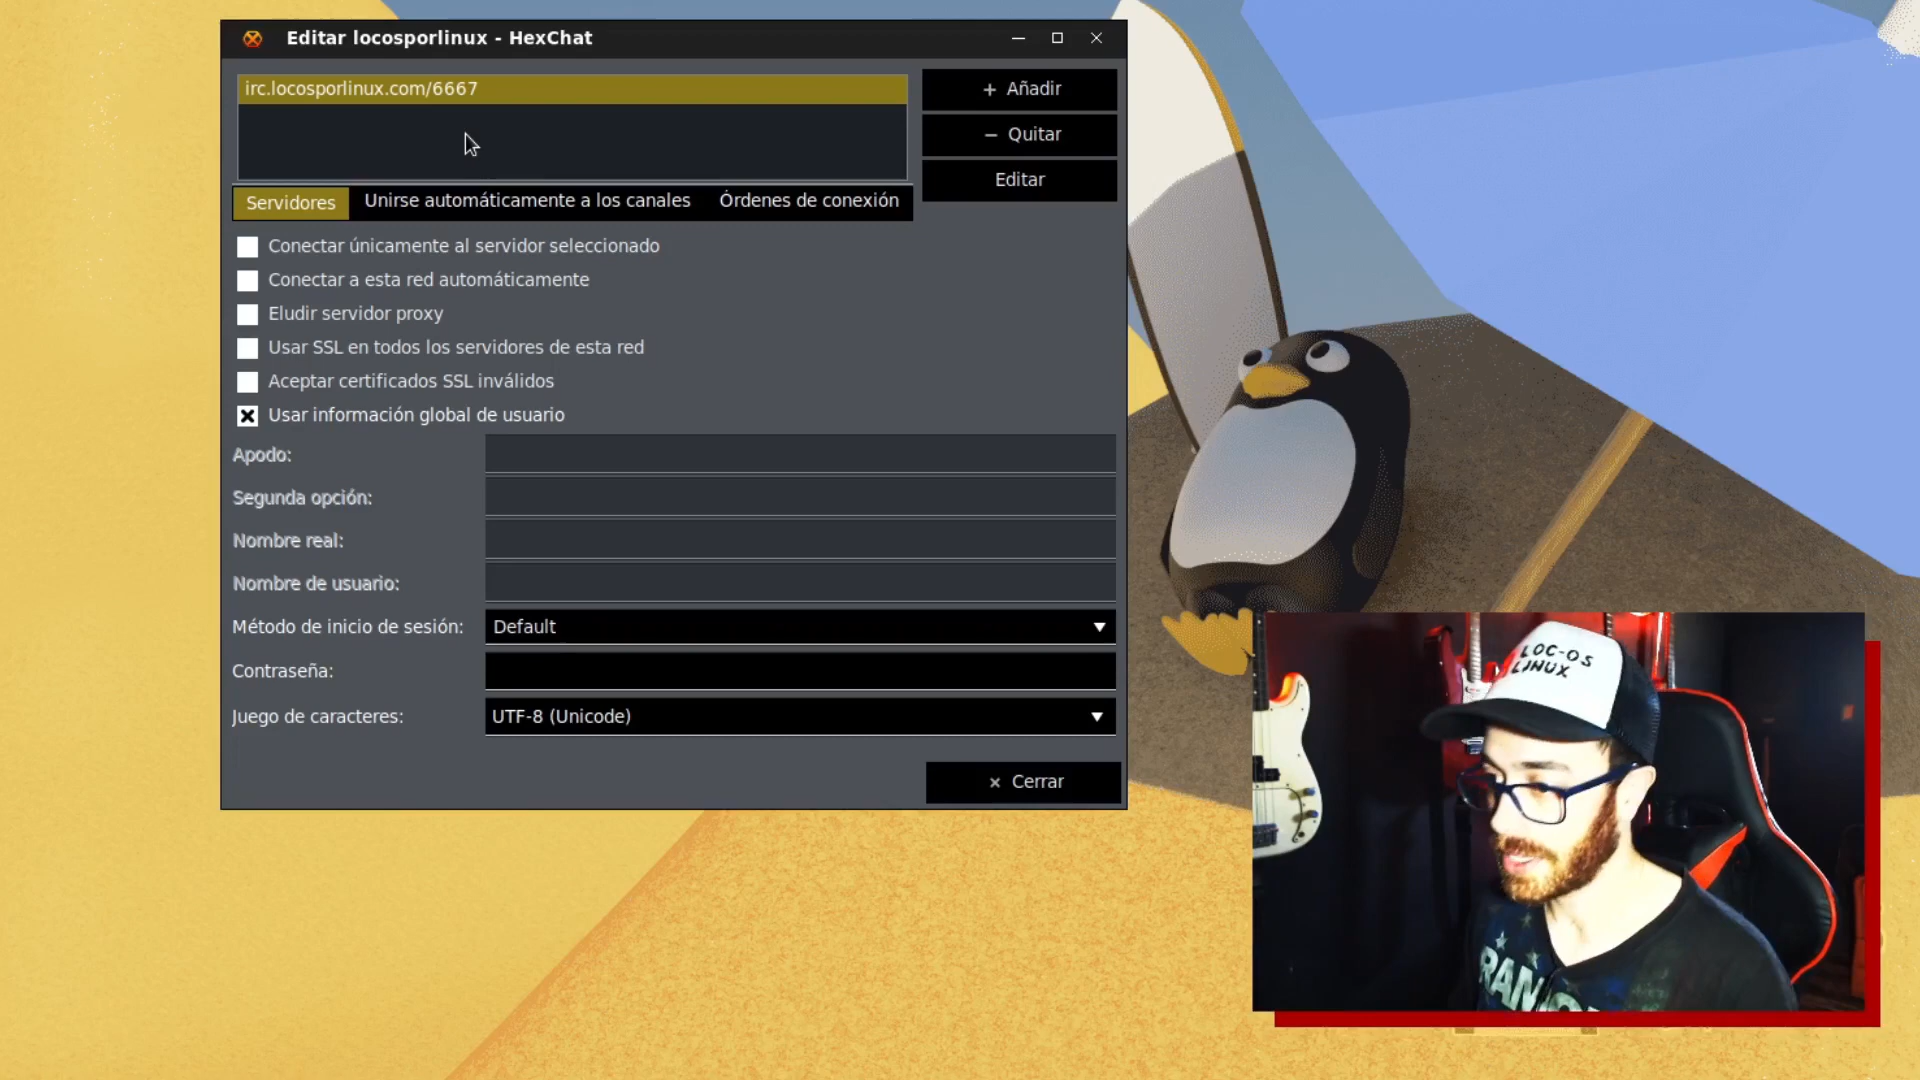 Editar locosporlinux - HexChat
irc.locosporlinux.com/6667
+ Añadir
− Quitar
Editar
Servidores
Unirse automáticamente a los canales
Órdenes de conexión
Conectar únicamente al servidor seleccionado
Conectar a esta red automáticamente
Eludir servidor proxy
Usar SSL en todos los servidores de esta red
Aceptar certificados SSL inválidos
Usar información global de usuario
Apodo:
Segunda opción:
Nombre real:
Nombre de usuario:
Método de inicio de sesión: Default
Contraseña:
Juego de caracteres: UTF-8 (Unicode)
× Cerrar
LOC-OS
LINUX